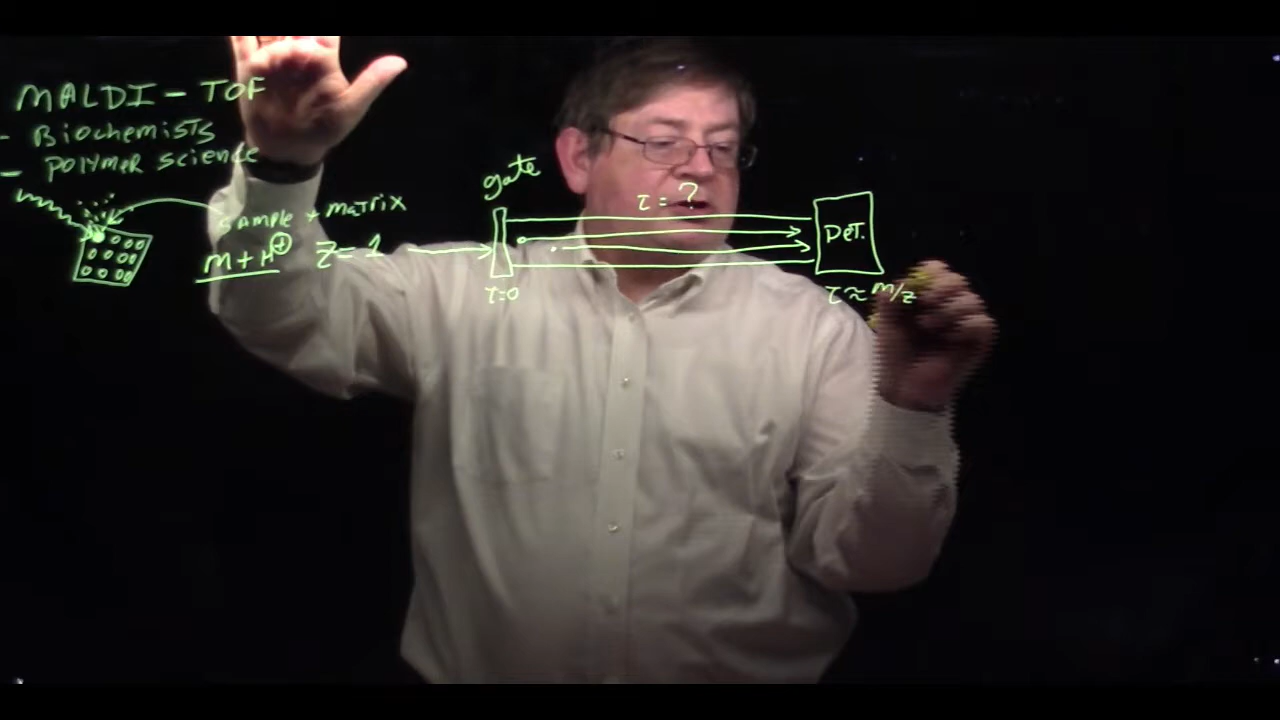 MALDI - TOF
- Biochemists
- Polymer science
sample + matrix
m + H⊕ z = 1
gate
τ = ?
DET.
τ=0
τ ≈ m/z